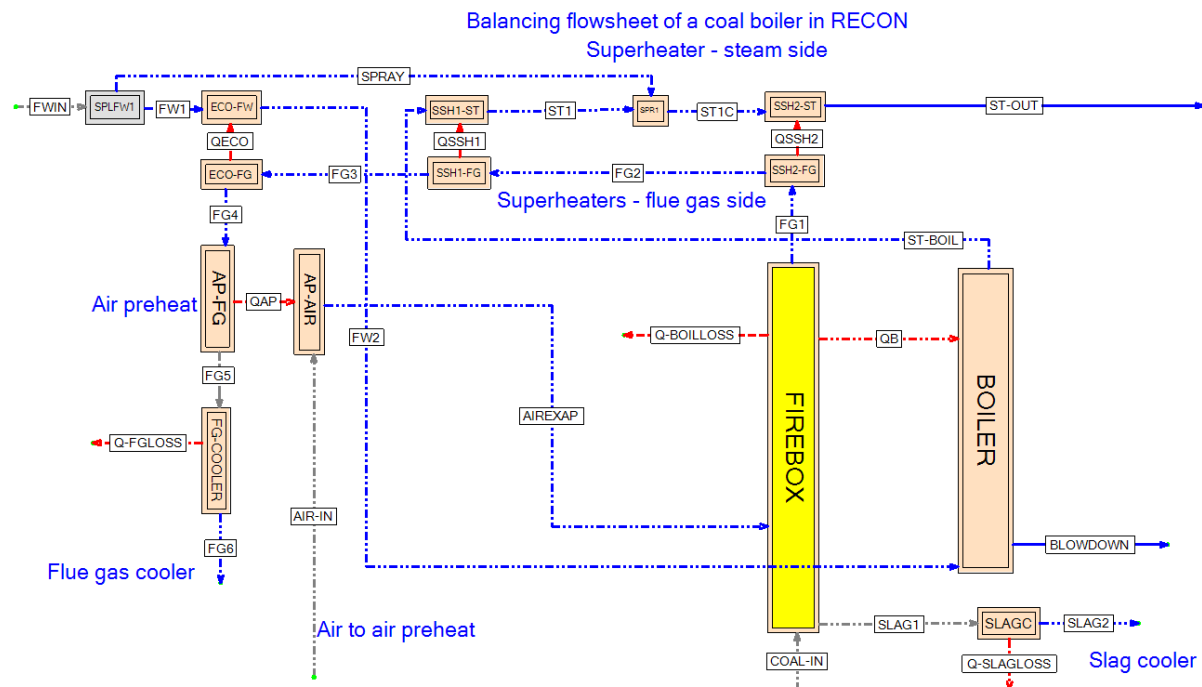 Balancing flowsheet of a coal boiler in RECON
Superheater - steam side
SPRAY
FWIN
SPLFW1
FW1
ECO-FW
SSH1-ST
ST1
SPR1
ST1C
SSH2-ST
ST-OUT
QECO
QSSH1
QSSH2
ECO-FG
FG3
SSH1-FG
FG2
SSH2-FG
Superheaters - flue gas side
FG4
FG1
ST-BOIL
AP-FG
AP-AIR
Air preheat
QAP
FW2
Q-BOILLOSS
QB
FG5
FIREBOX
BOILER
AIREXAP
Q-FGLOSS
FG-COOLER
AIR-IN
FG6
BLOWDOWN
Flue gas cooler
Air to air preheat
SLAG1
SLAGC
SLAG2
COAL-IN
Q-SLAGLOSS
Slag cooler